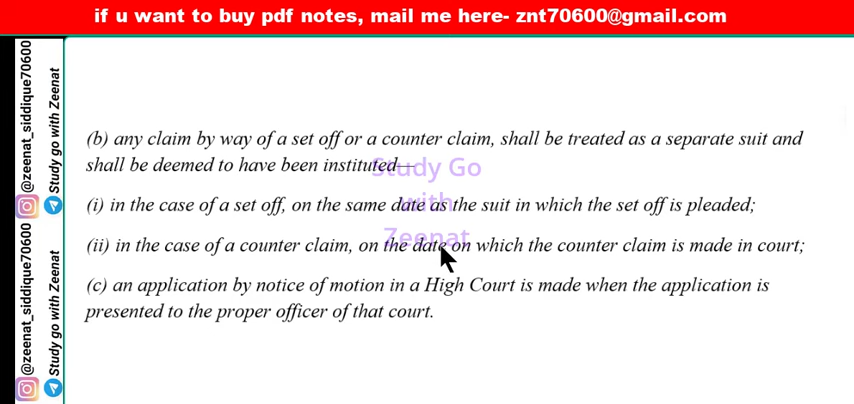 if u want to buy pdf notes, mail me here- znt70600@gmail.com
@zeenat_siddique70600
Study go with Zeenat
@zeenat_siddique70600
Study go with Zeenat
(b) any claim by way of a set off or a counter claim, shall be treated as a separate suit and
shall be deemed to have been instituted—
(i) in the case of a set off, on the same date as the suit in which the set off is pleaded;
(ii) in the case of a counter claim, on the date on which the counter claim is made in court;
(c) an application by notice of motion in a High Court is made when the application is
presented to the proper officer of that court.
Study Go
with
Zeenat